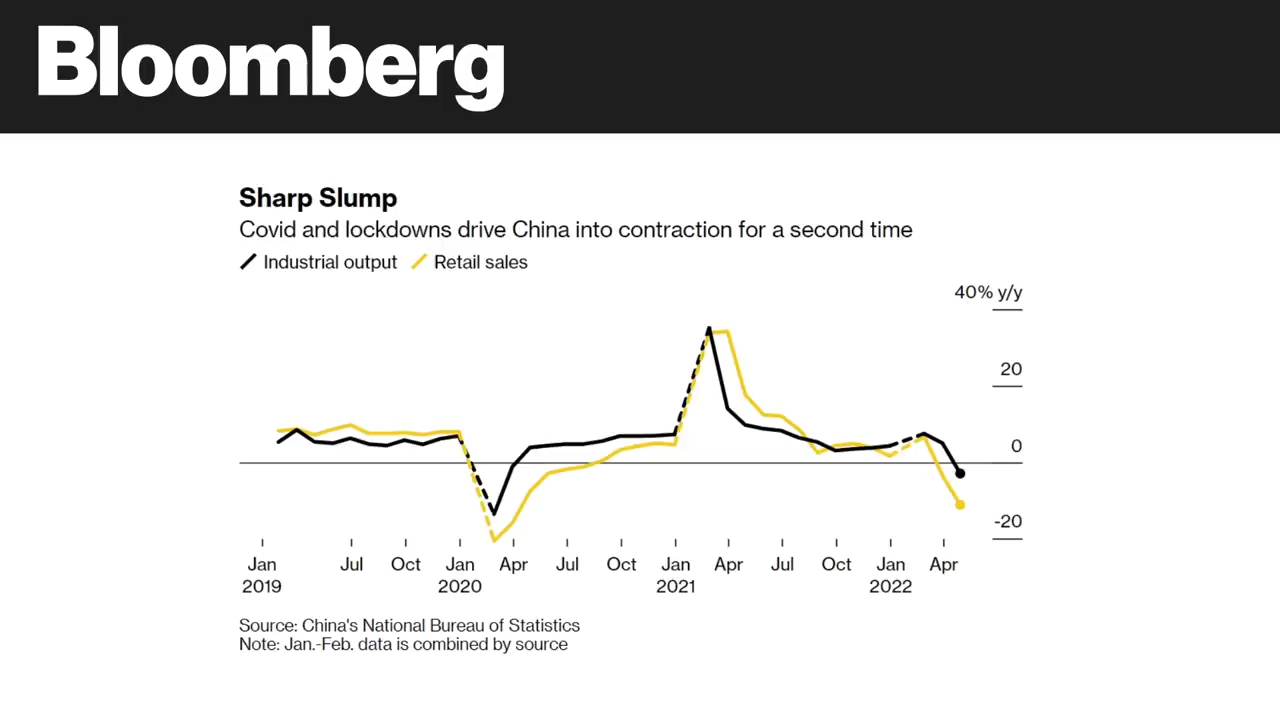 Bloomberg
Sharp Slump
Covid and lockdowns drive China into contraction for a second time
Industrial output Retail sales
40% y/y
20
0
-20
Jan Jul Oct Jan Apr Jul Oct Jan Apr Jul Oct Jan Apr
2019 2020 2021 2022
Source: China's National Bureau of Statistics
Note: Jan.-Feb. data is combined by source